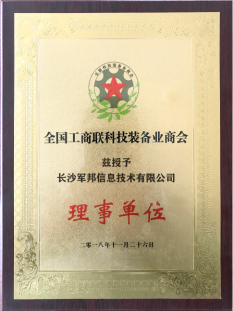 全国工商联科技装备业商会
兹授予
长沙军邦信息技术有限公司
理事单位
二〇一八年十一月二十六日